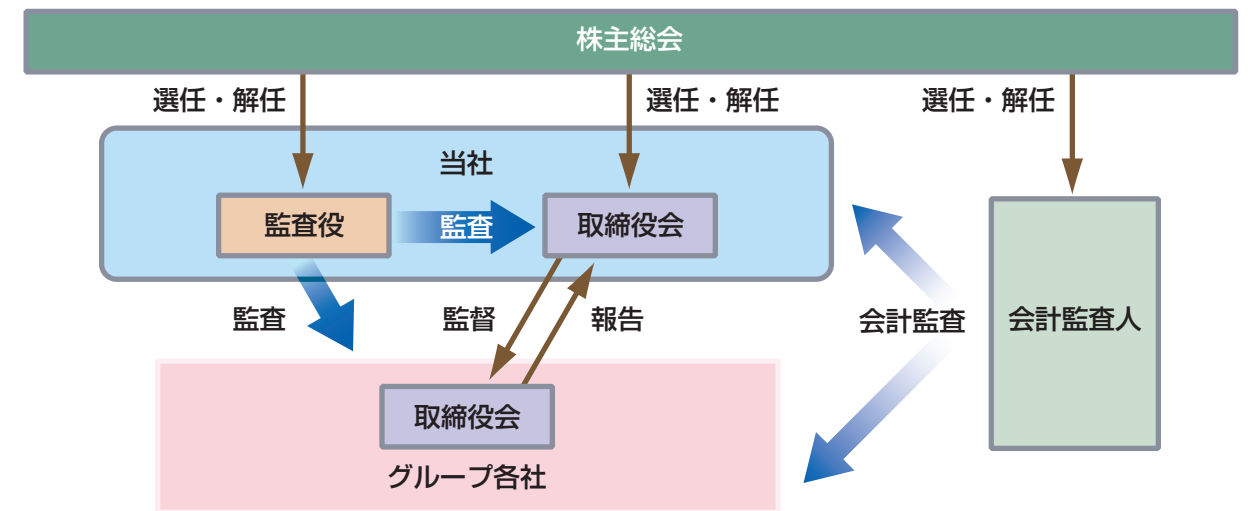 株主総会
選任・解任
選任・解任
選任・解任
当社
監査役
監査
取締役会
監査
監督
報告
会計監査
会計監査人
取締役会
グループ各社